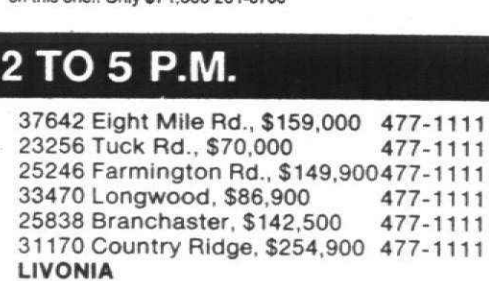 2 TO 5 P.M.
37642 Eight Mile Rd., $159,000 477-1111
23256 Tuck Rd., $70,000 477-1111
25246 Farmington Rd., $149,900477-1111
33470 Longwood, $86,900 477-1111
25838 Branchaster, $142,500 477-1111
31170 Country Ridge, $254,900 477-1111
LIVONIA